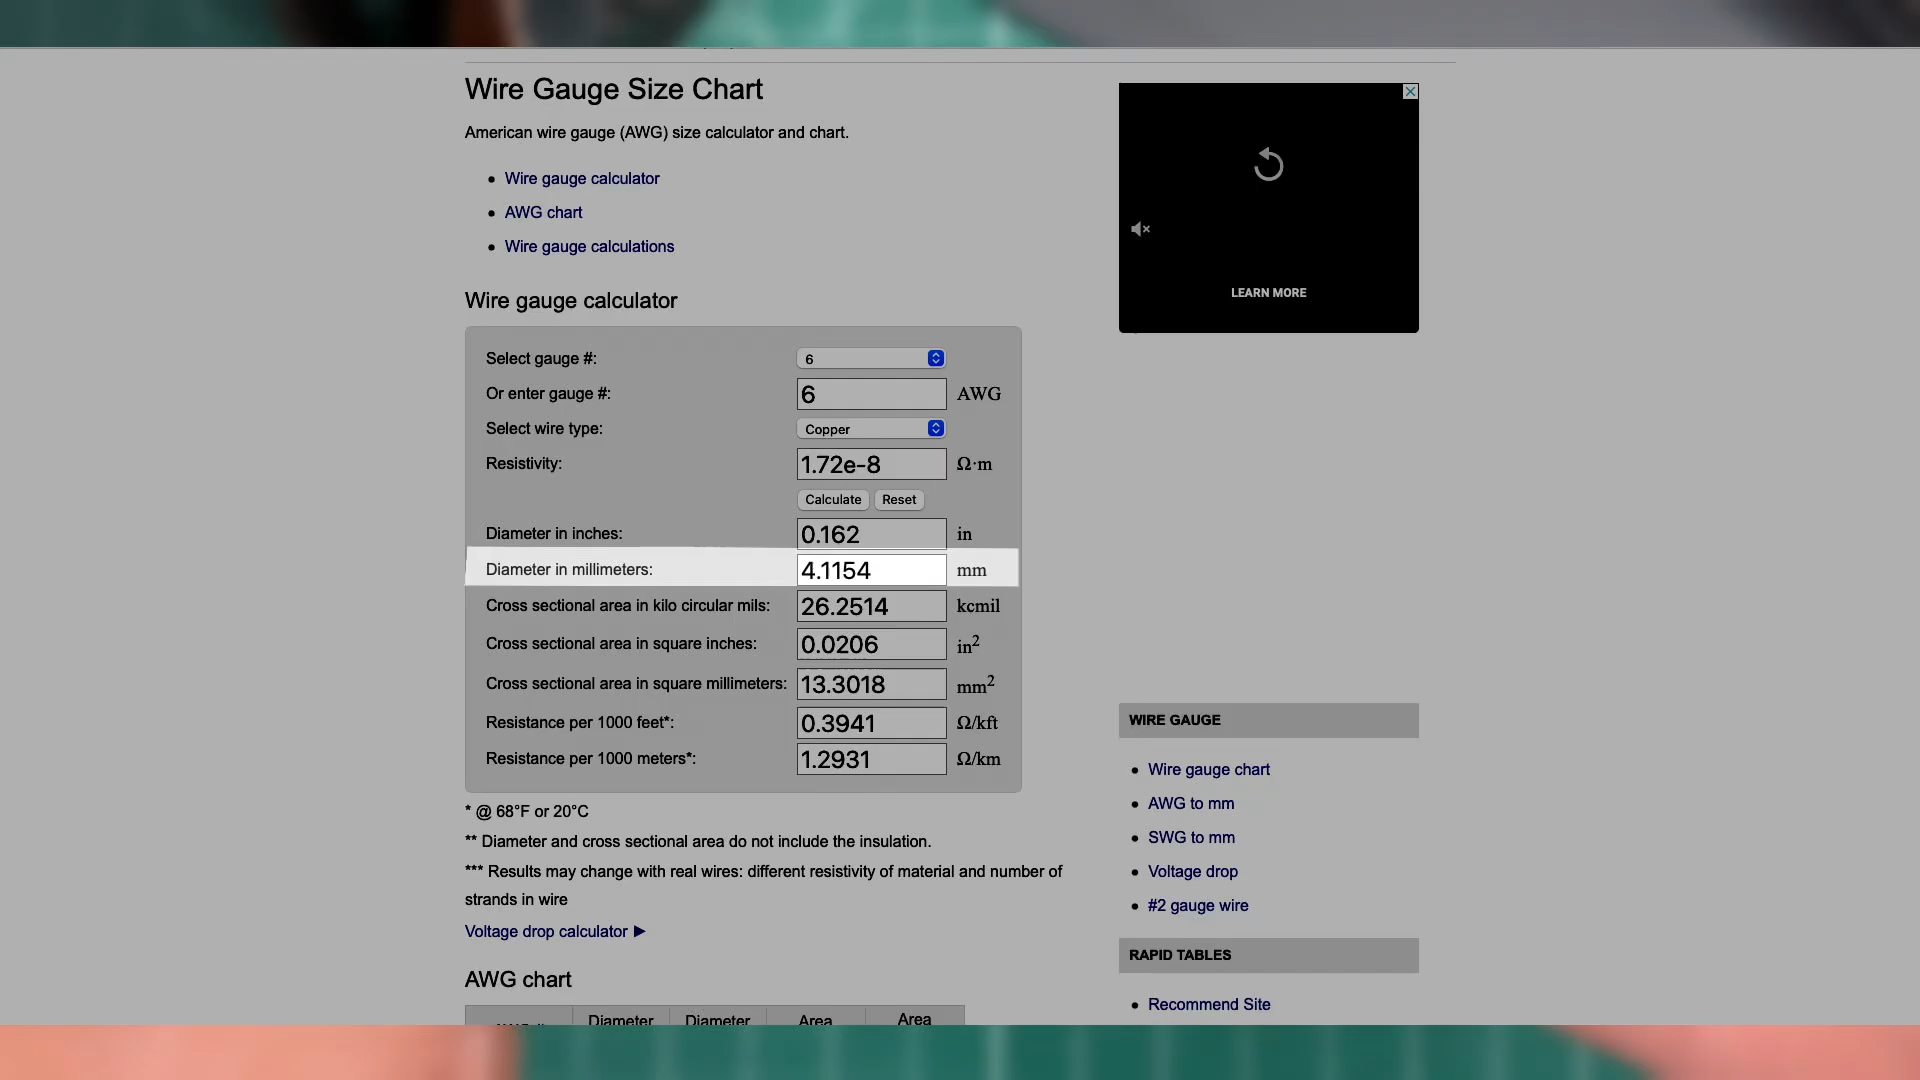 Wire Gauge Size Chart
American wire gauge (AWG) size calculator and chart.
Wire gauge calculator
AWG chart
Wire gauge calculations
Wire gauge calculator
Select gauge #: 6
Or enter gauge #: 6 AWG
Select wire type: Copper
Resistivity: 1.72e-8 Ω·m
Calculate Reset
Diameter in inches: 0.162 in
Diameter in millimeters: 4.1154 mm
Cross sectional area in kilo circular mils: 26.2514 kcmil
Cross sectional area in square inches: 0.0206 in²
Cross sectional area in square millimeters: 13.3018 mm²
Resistance per 1000 feet*: 0.3941 Ω/kft
Resistance per 1000 meters*: 1.2931 Ω/km
* @ 68°F or 20°C
** Diameter and cross sectional area do not include the insulation.
*** Results may change with real wires: different resistivity of material and number of
strands in wire
Voltage drop calculator ►
AWG chart
Diameter Diameter Area Area
LEARN MORE
WIRE GAUGE
Wire gauge chart
AWG to mm
SWG to mm
Voltage drop
#2 gauge wire
RAPID TABLES
Recommend Site